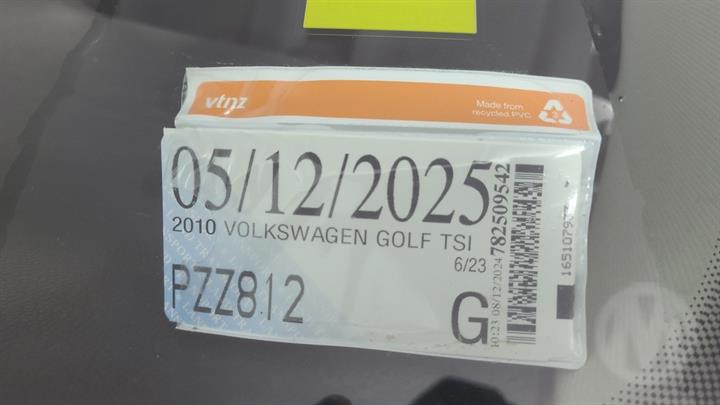 vtnz
Made from
recycled PVC
3
05/12/2025
2010 VOLKSWAGEN GOLF TSI
6/23
PZZ812
G
10:23 08/12/2024
782509542